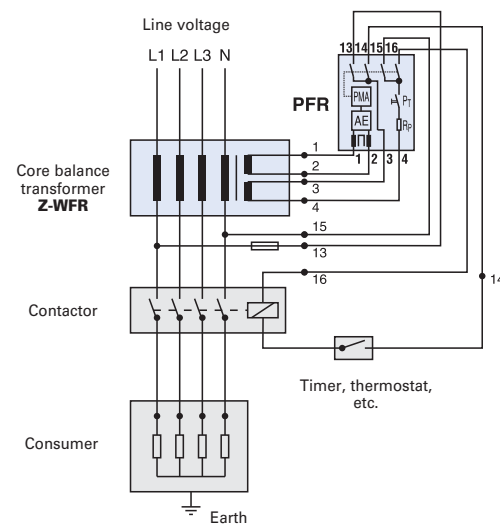 Line voltage
L1 L2 L3 N
13 14 15 16
PFR
PMA
PT
AE
RP
1 2 3 4
Core balance
transformer
Z-WFR
1
2
3
4
15
13
16
14
Contactor
Timer, thermostat,
etc.
Consumer
Earth